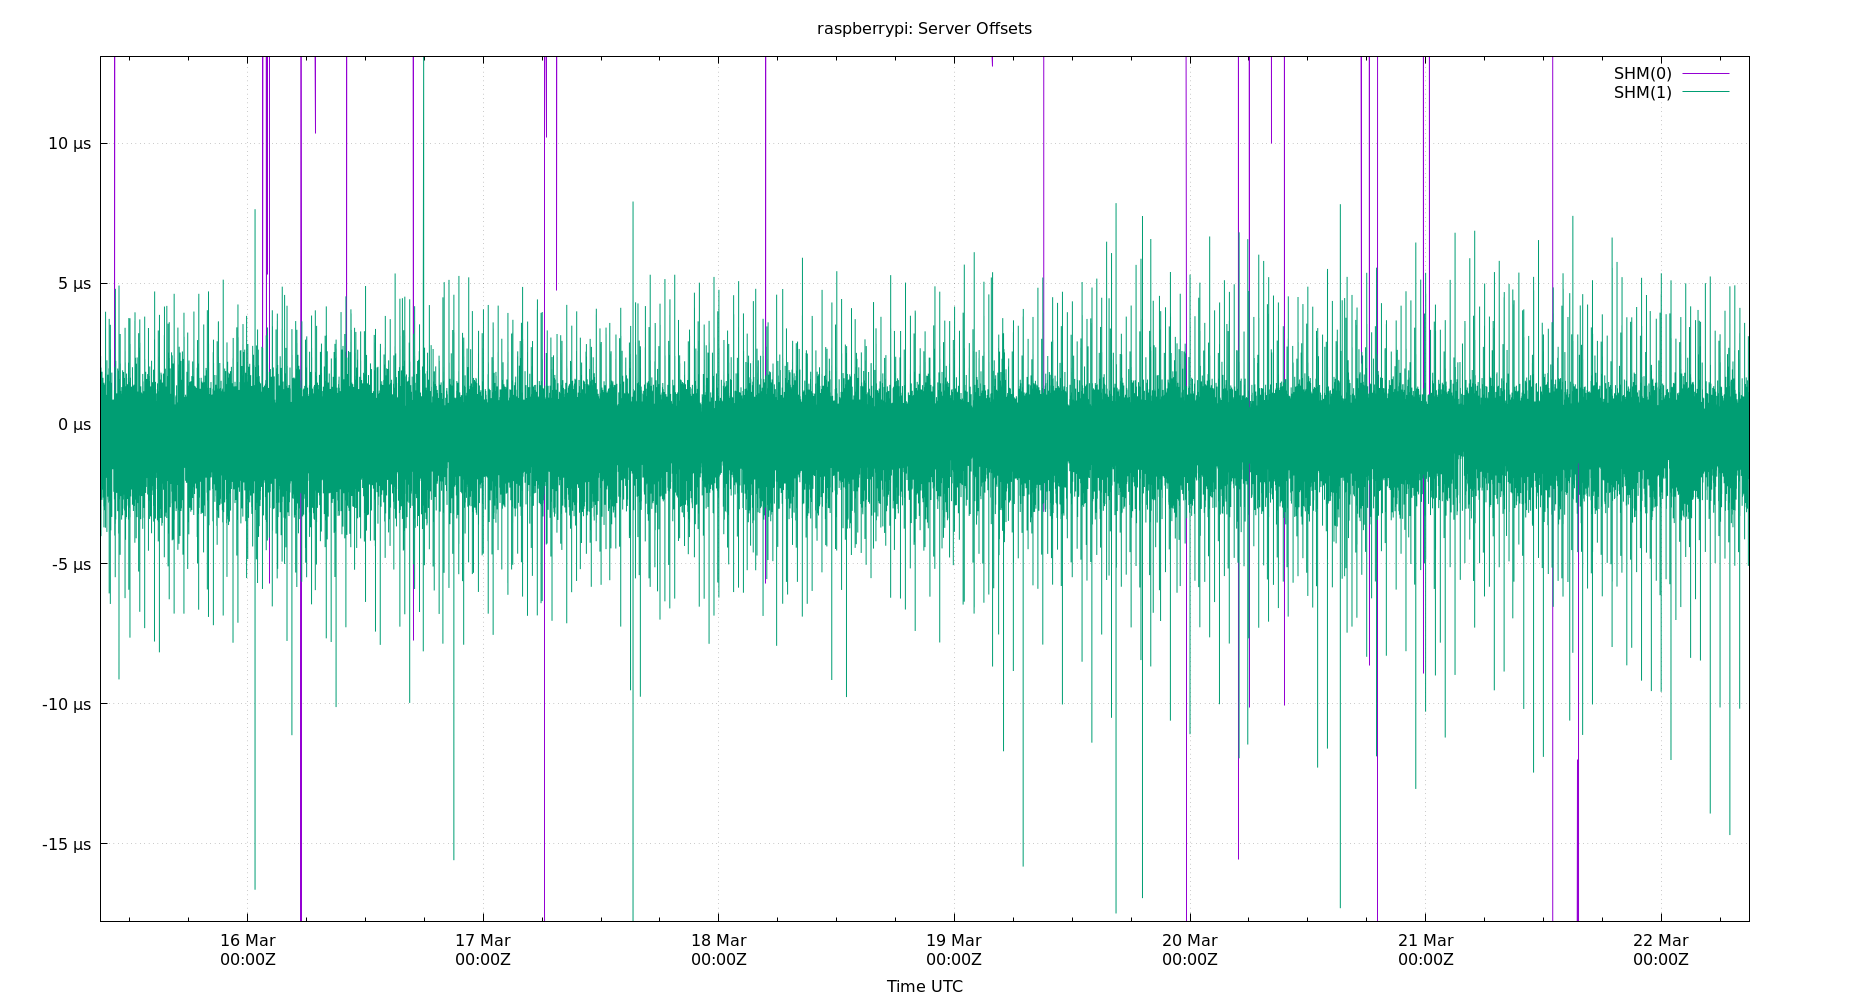 raspberrypi: Server Offsets
SHM(0)
SHM(1)
10 µs
5 µs
0 µs
-5 µs
-10 µs
-15 µs
16 Mar 17 Mar 18 Mar 19 Mar 20 Mar 21 Mar 22 Mar
00:00Z 00:00Z 00:00Z 00:00Z 00:00Z 00:00Z 00:00Z
Time UTC